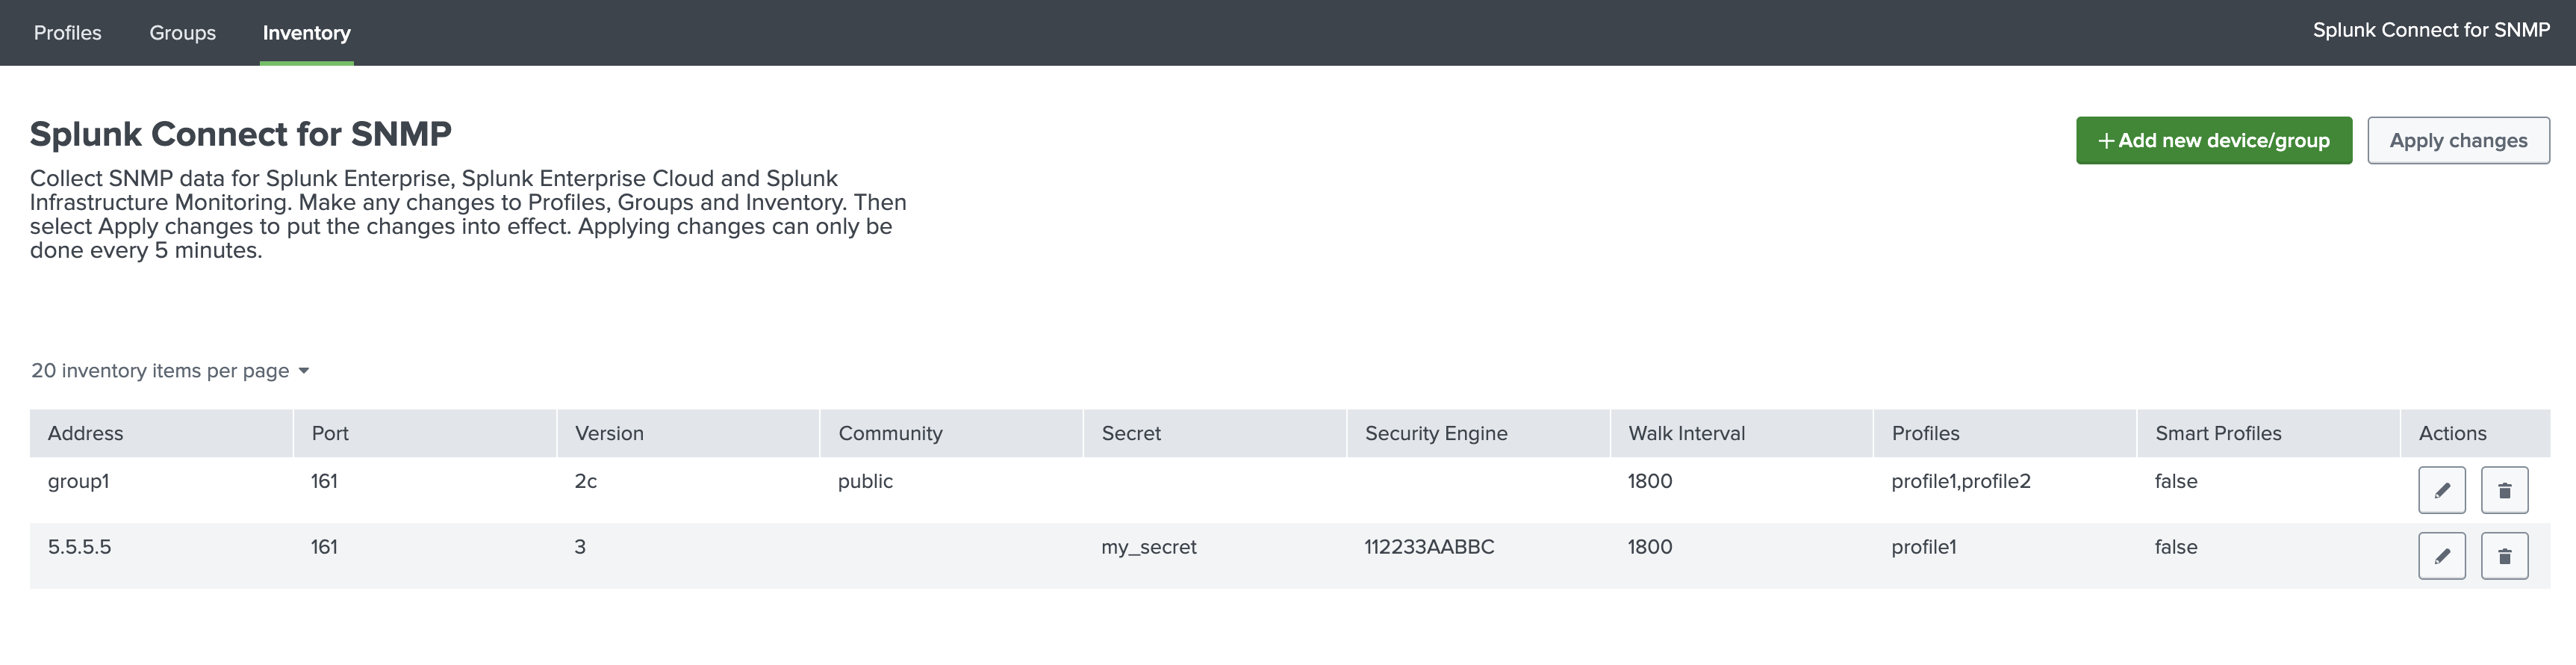 Profiles Groups Inventory Splunk Connect for SNMP
Splunk Connect for SNMP
+ Add new device/group Apply changes
Collect SNMP data for Splunk Enterprise, Splunk Enterprise Cloud and Splunk
Infrastructure Monitoring. Make any changes to Profiles, Groups and Inventory. Then
select Apply changes to put the changes into effect. Applying changes can only be
done every 5 minutes.
20 inventory items per page
Address Port Version Community Secret Security Engine Walk Interval Profiles Smart Profiles Actions
group1 161 2c public 1800 profile1,profile2 false
5.5.5.5 161 3 my_secret 112233AABBC 1800 profile1 false